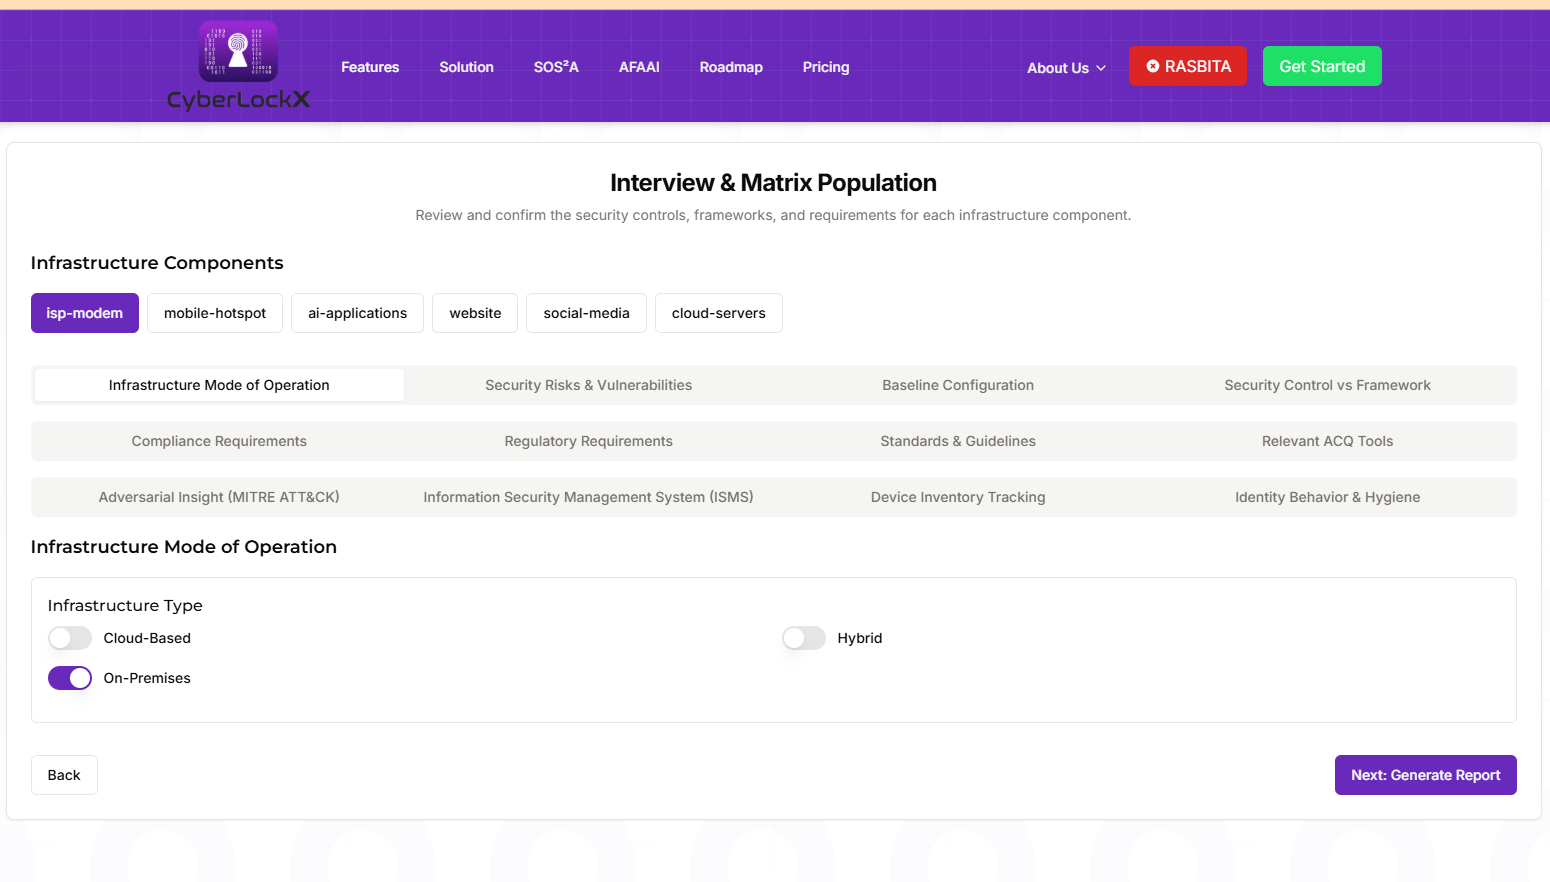 CyberLockX
Features
Solution
SOS²A
AFAAI
Roadmap
Pricing
About Us
RASBITA
Get Started
Interview & Matrix Population
Review and confirm the security controls, frameworks, and requirements for each infrastructure component.
Infrastructure Components
isp-modem
mobile-hotspot
ai-applications
website
social-media
cloud-servers
Infrastructure Mode of Operation
Security Risks & Vulnerabilities
Baseline Configuration
Security Control vs Framework
Compliance Requirements
Regulatory Requirements
Standards & Guidelines
Relevant ACQ Tools
Adversarial Insight (MITRE ATT&CK)
Information Security Management System (ISMS)
Device Inventory Tracking
Identity Behavior & Hygiene
Infrastructure Mode of Operation
Infrastructure Type
Cloud-Based
Hybrid
On-Premises
Back
Next: Generate Report